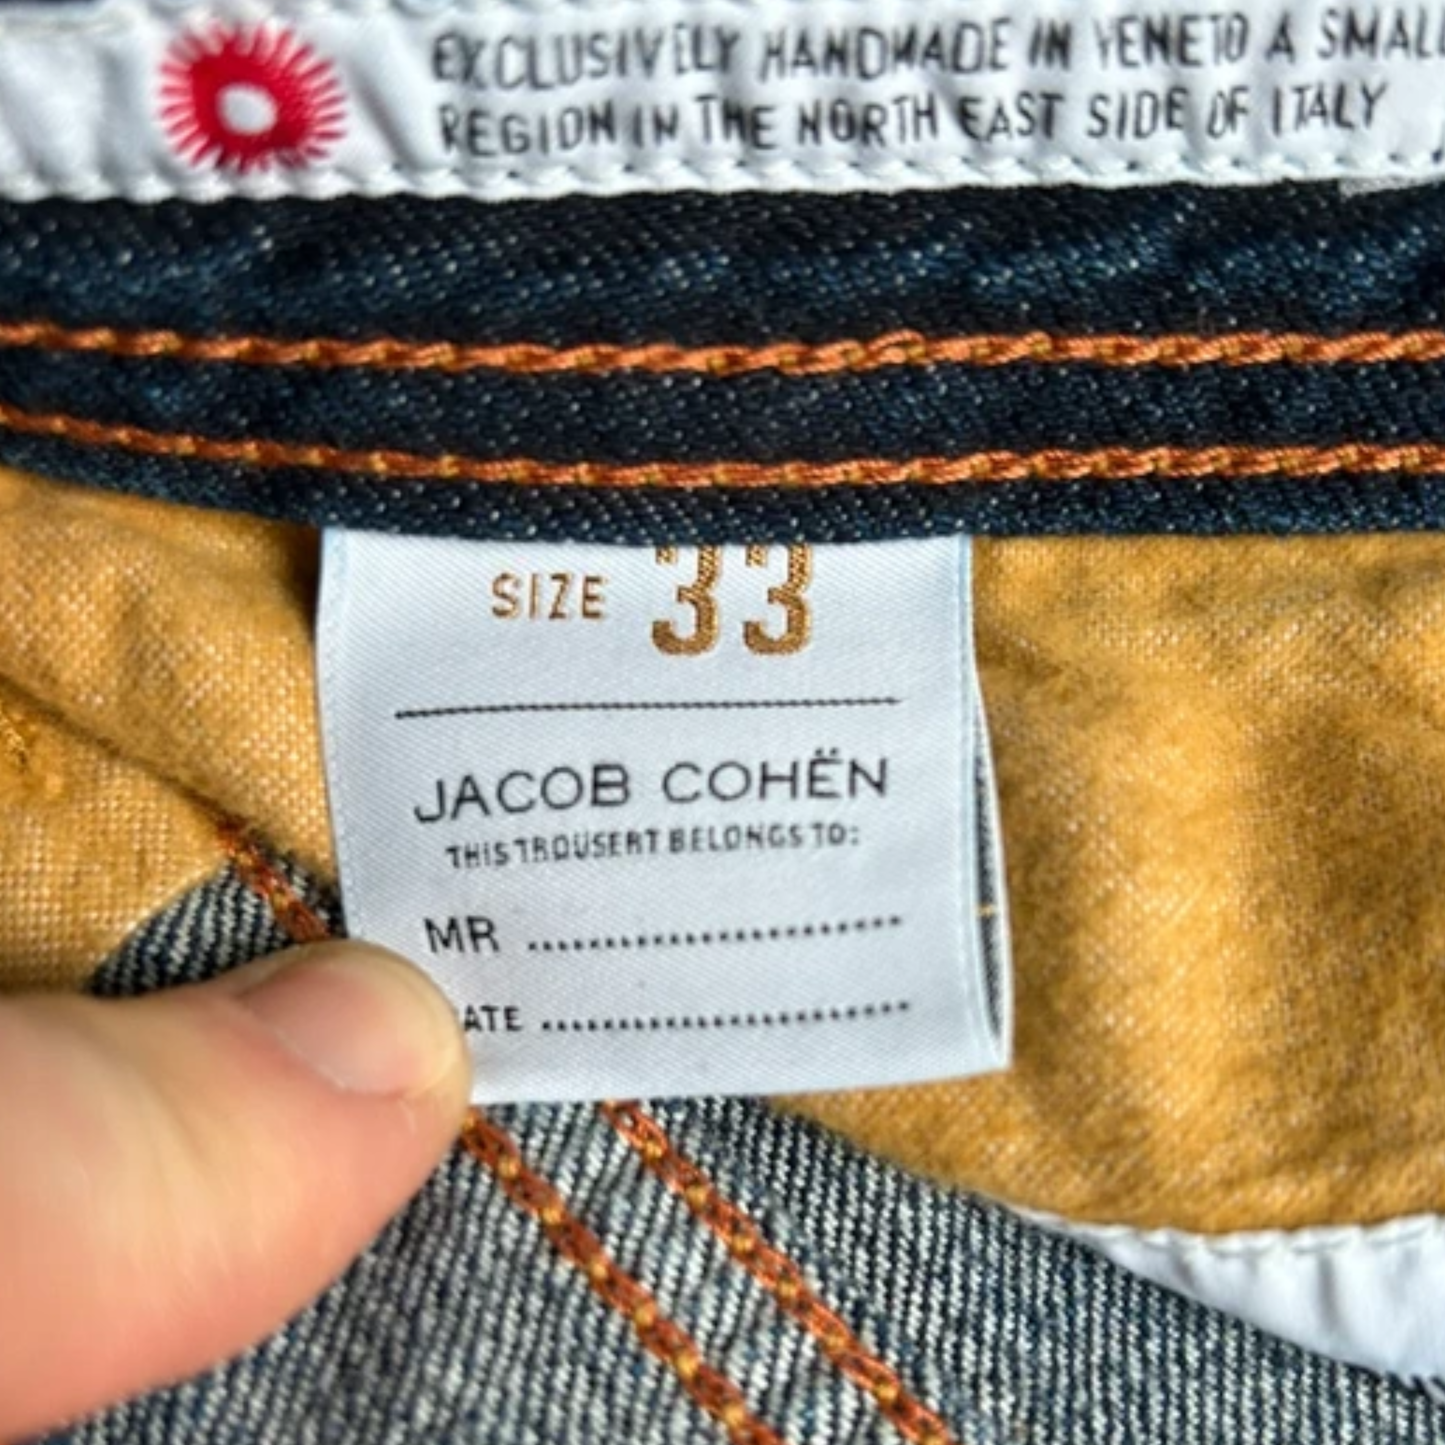 EXCLUSIVELY HANDMADE IN VENETO A SMALL
REGION IN THE NORTH EAST SIDE OF ITALY
SIZE 33
JACOB COHËN
THIS TROUSERT BELONGS TO:
MR ................................
ATE ................................